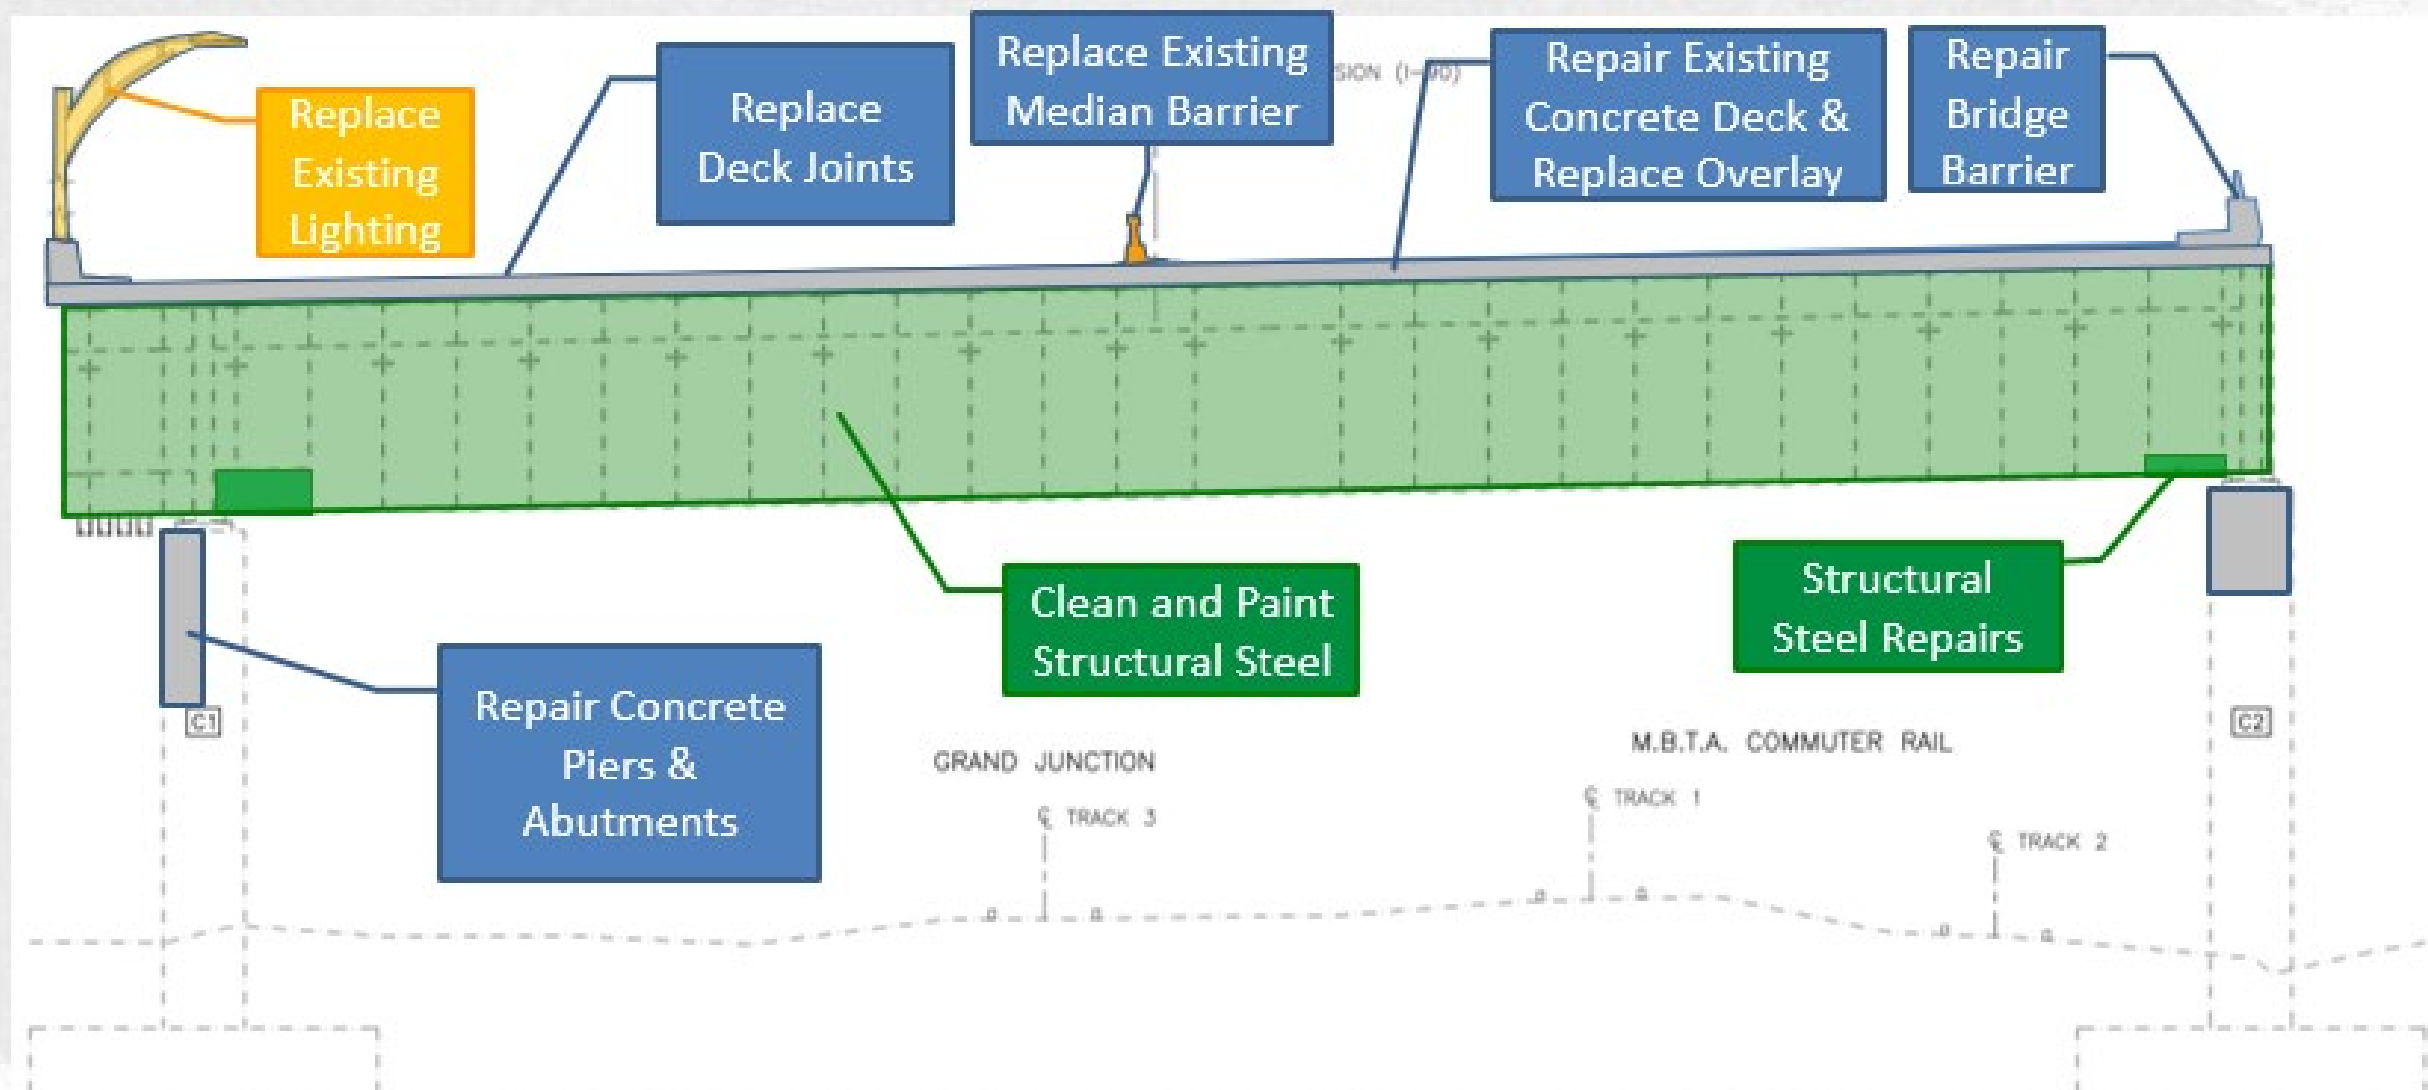 Replace
Existing
Lighting
Replace
Deck Joints
Replace Existing
Median Barrier
SION (I-90)
Repair Existing
Concrete Deck &
Replace Overlay
Repair
Bridge
Barrier
Clean and Paint
Structural Steel
Structural
Steel Repairs
Repair Concrete
Piers &
Abutments
C1
C2
GRAND JUNCTION
M.B.T.A. COMMUTER RAIL
℄ TRACK 3
℄ TRACK 1
℄ TRACK 2